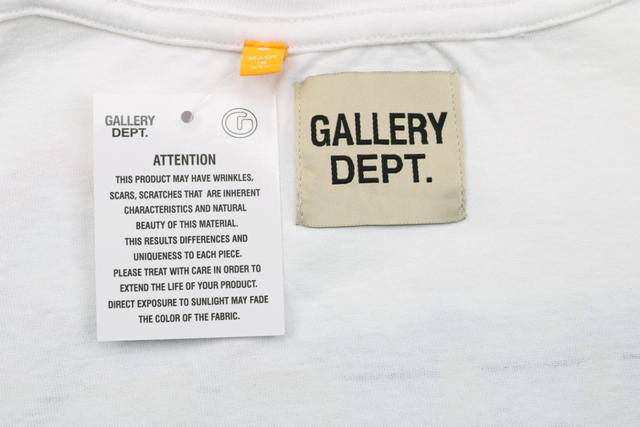 MADE
IN
GALLERY
DEPT.
G
ATTENTION
THIS PRODUCT MAY HAVE WRINKLES,
SCARS, SCRATCHES THAT ARE INHERENT
CHARACTERISTICS AND NATURAL
BEAUTY OF THIS MATERIAL.
THIS RESULTS DIFFERENCES AND
UNIQUENESS TO EACH PIECE.
PLEASE TREAT WITH CARE IN ORDER TO
EXTEND THE LIFE OF YOUR PRODUCT.
DIRECT EXPOSURE TO SUNLIGHT MAY FADE
THE COLOR OF THE FABRIC.
GALLERY
DEPT.